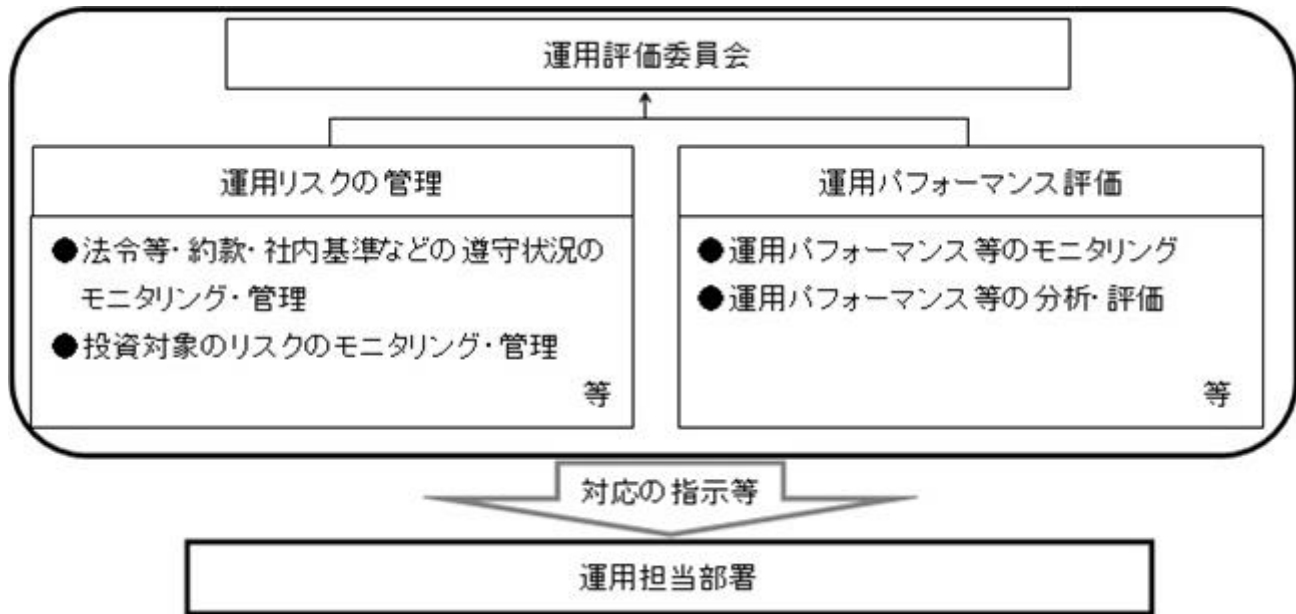 運用評価委員会
運用リスクの管理
●法令等・約款・社内基準などの遵守状況の
モニタリング・管理
●投資対象のリスクのモニタリング・管理
等
運用パフォーマンス評価
●運用パフォーマンス等のモニタリング
●運用パフォーマンス等の分析・評価
等
対応の指示等
運用担当部署